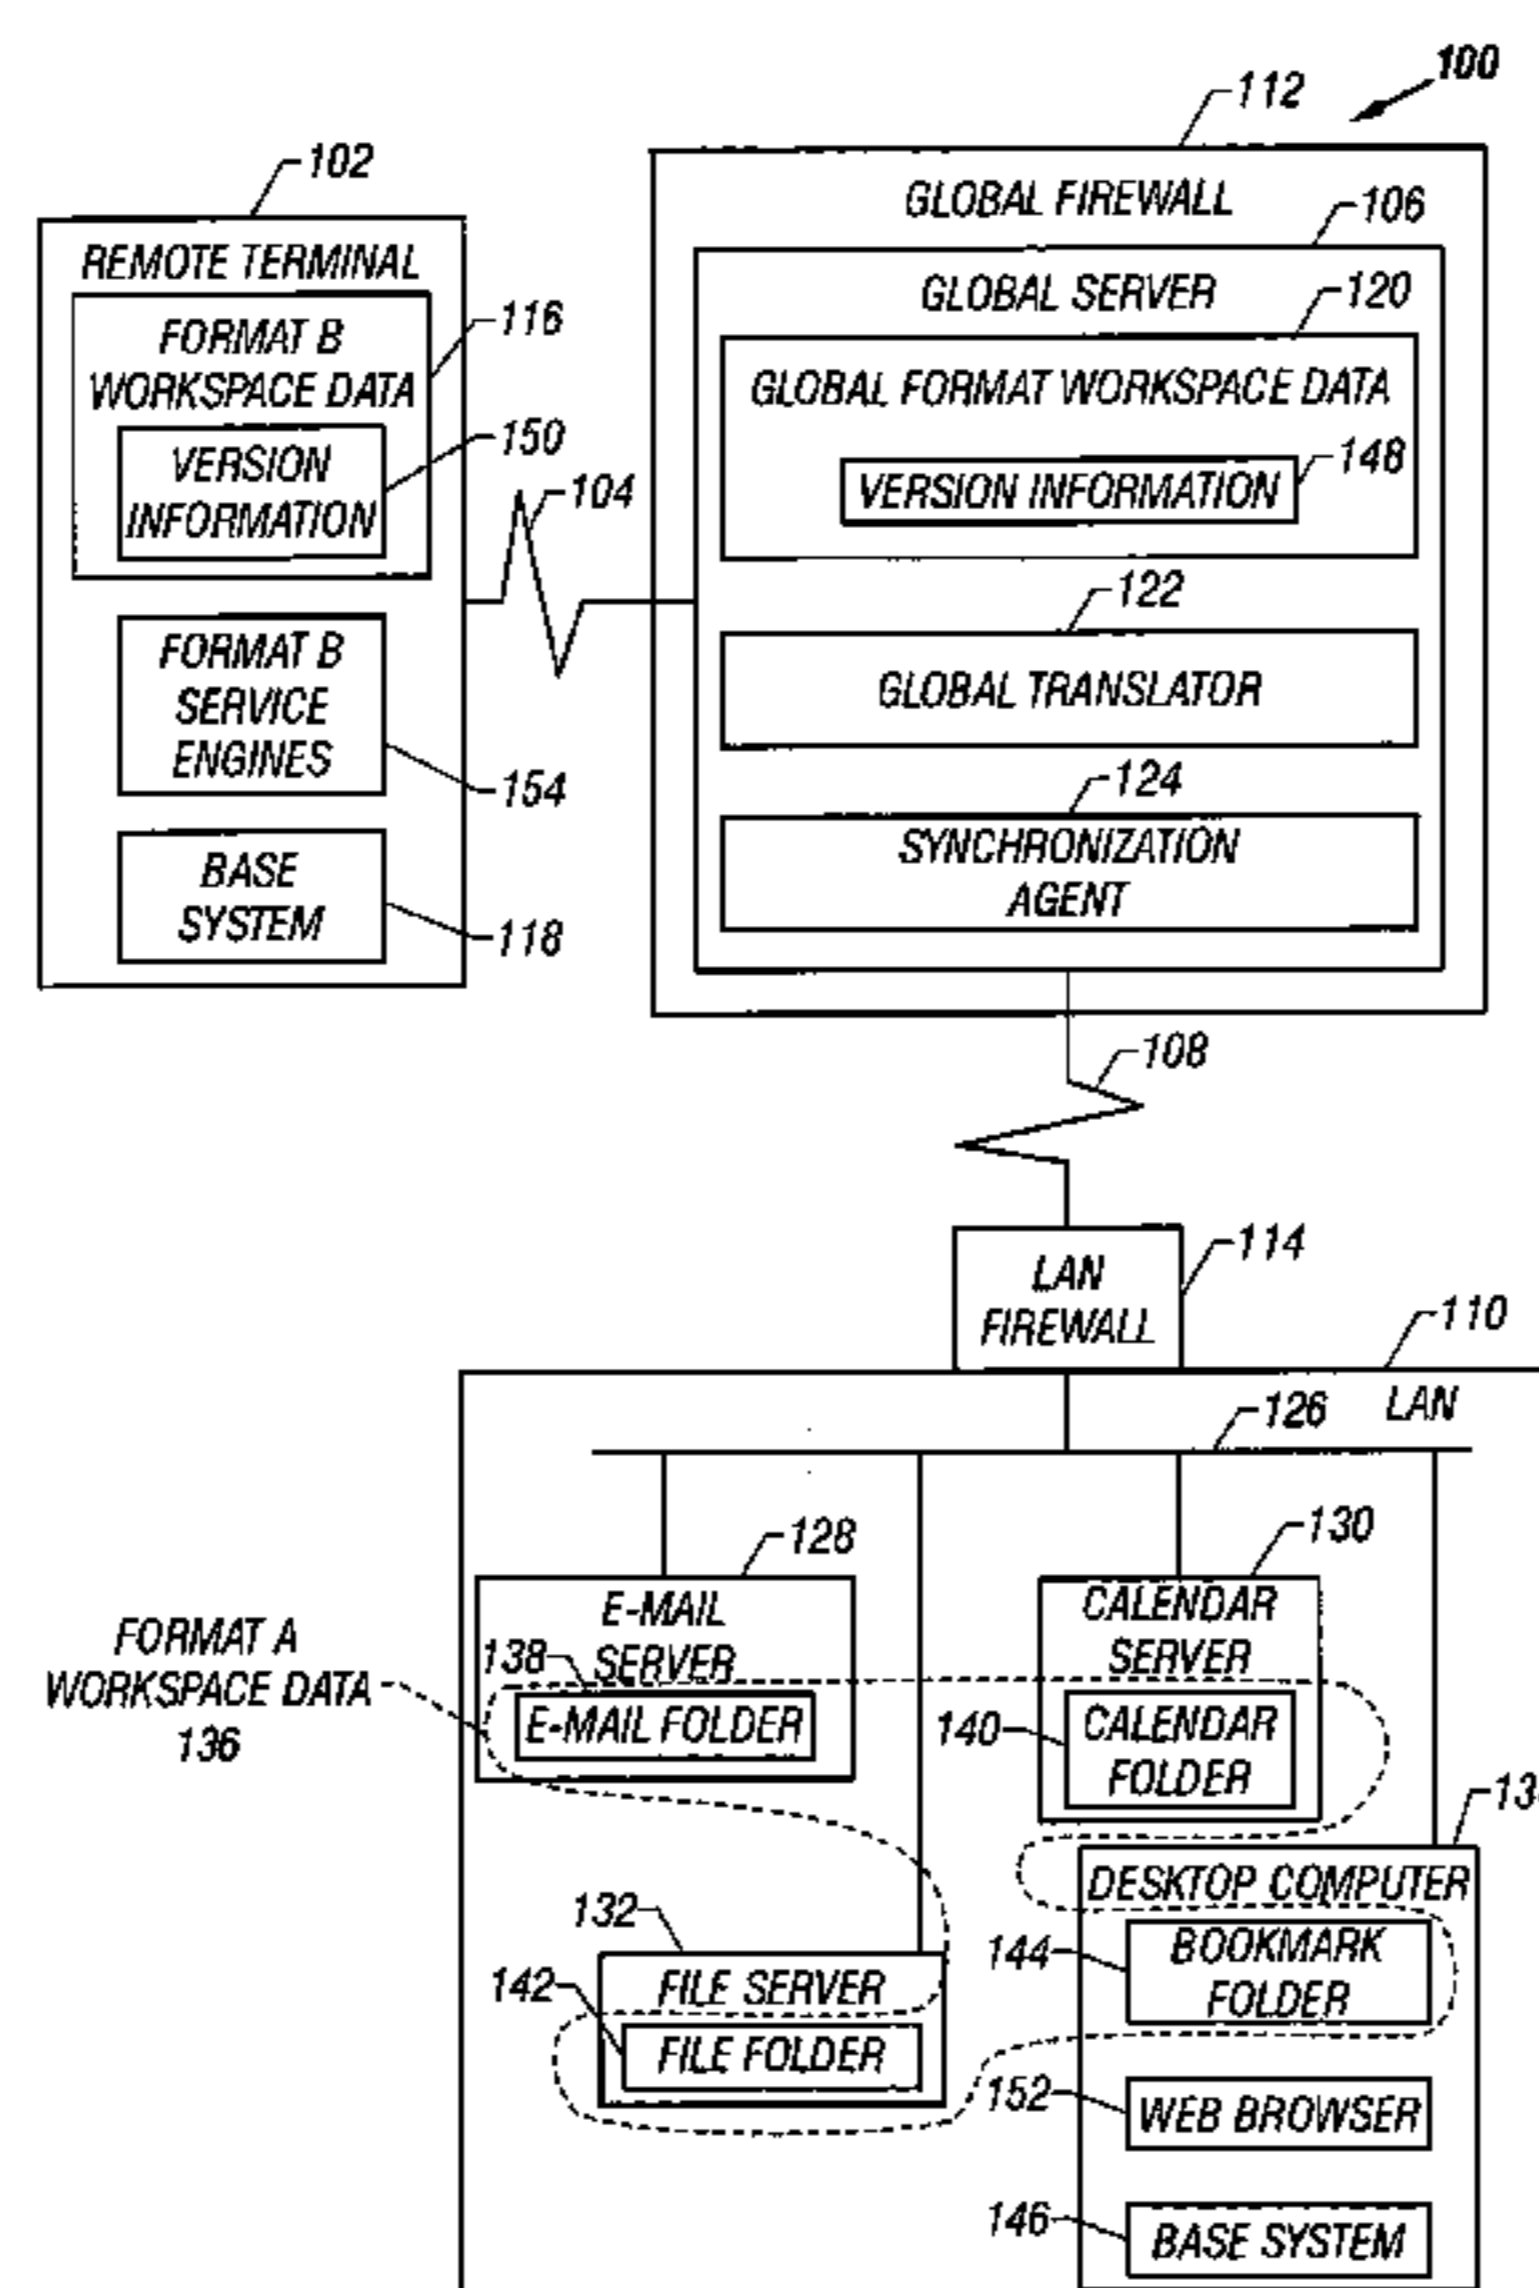 100
112
102
GLOBAL FIREWALL
106
REMOTE TERMINAL
GLOBAL SERVER
120
116
FORMAT B
WORKSPACE DATA
GLOBAL FORMAT WORKSPACE DATA
150
VERSION
INFORMATION
148
VERSION INFORMATION
104
122
FORMAT B
SERVICE
ENGINES
GLOBAL TRANSLATOR
154
124
SYNCHRONIZATION
AGENT
BASE
SYSTEM
118
108
114
LAN
FIREWALL
110
LAN
126
128
130
E-MAIL
SERVER
CALENDAR
SERVER
FORMAT A
WORKSPACE DATA
136
138
E-MAIL FOLDER
140
CALENDAR
FOLDER
DESKTOP COMPUTER
132
144
BOOKMARK
FOLDER
142
FILE SERVER
FILE FOLDER
152
WEB BROWSER
146
BASE SYSTEM